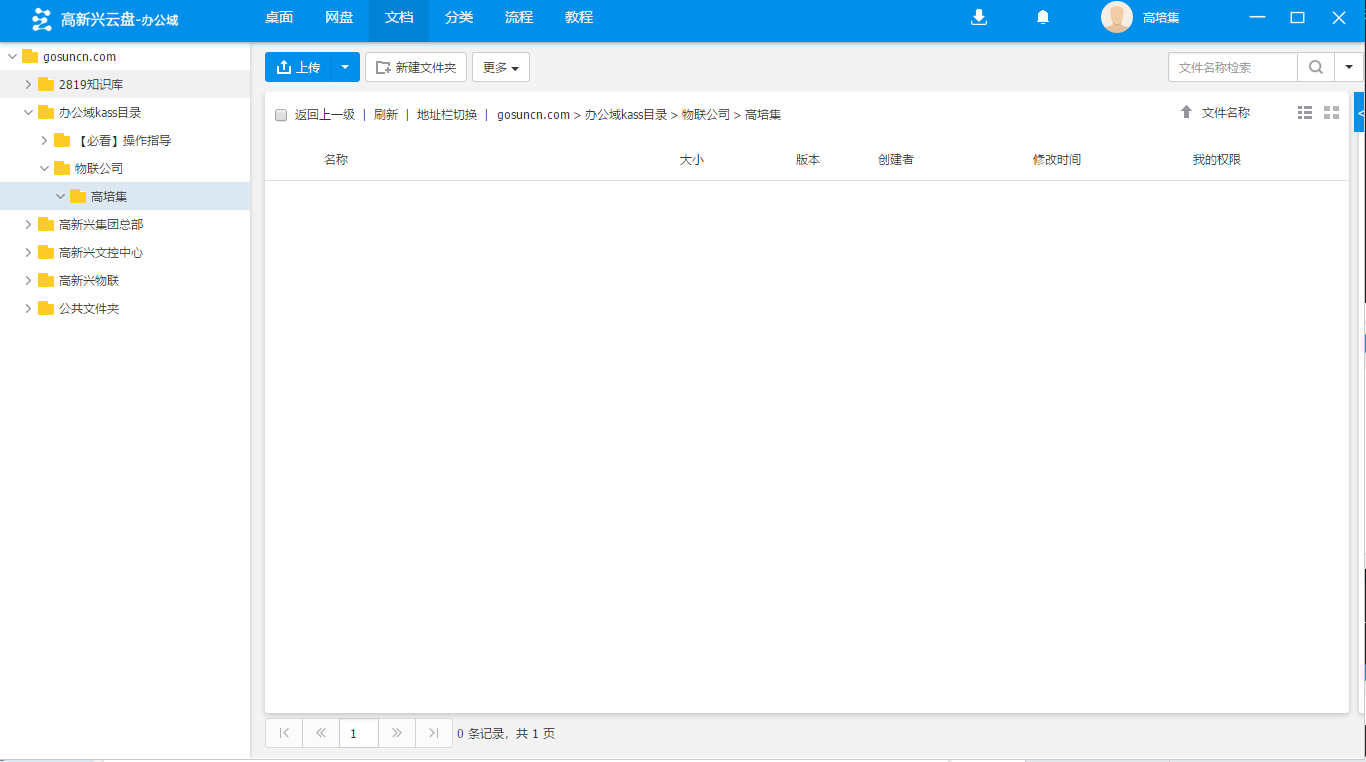 高新兴云盘-办公域 桌面 网盘 文档 分类 流程 教程 高培集
gosuncn.com
2819知识库
办公域kass目录
【必看】操作指导
物联公司
高培集
高新兴集团总部
高新兴文控中心
高新兴物联
公共文件夹
上传 新建文件夹 更多 文件名称检索
返回上一级 | 刷新 | 地址栏切换 | gosuncn.com > 办公域kass目录 > 物联公司 > 高培集 文件名称
名称 大小 版本 创建者 修改时间 我的权限
1 0 条记录，共 1 页